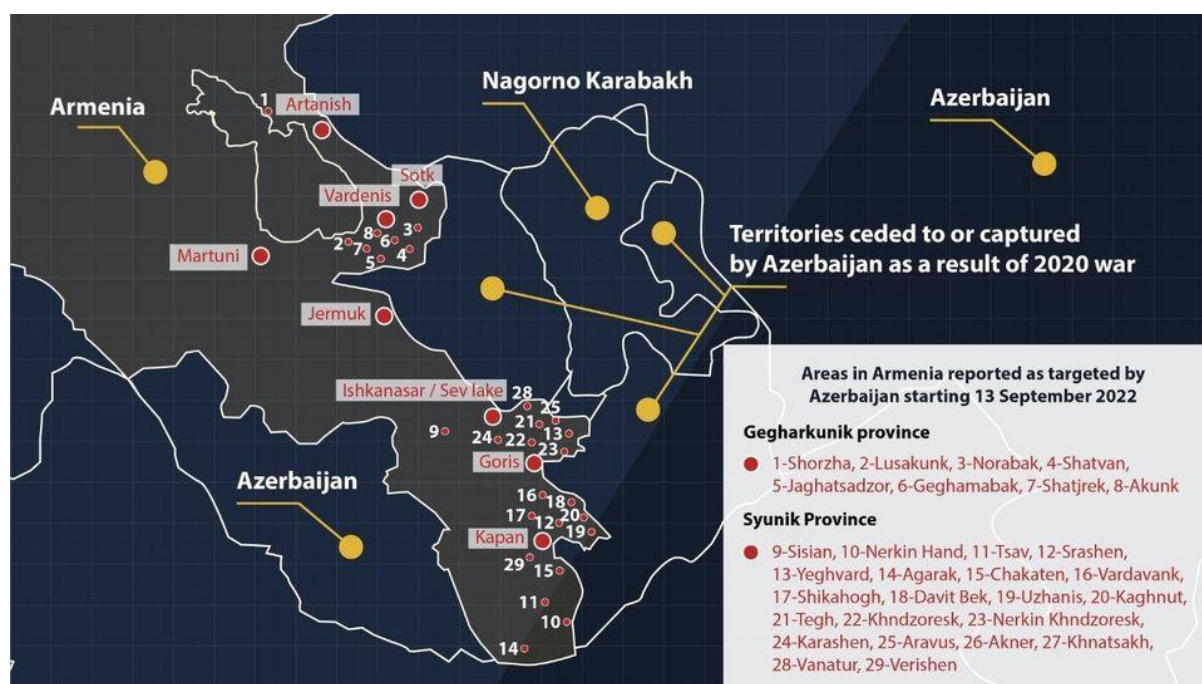 Armenia
1
Artanish
Nagorno Karabakh
Azerbaijan
Sotk
Vardenis
8
3
2
6
7
4
5
Martuni
Territories ceded to or captured
by Azerbaijan as a result of 2020 war
Jermuk
Ishkanasar / Sev lake
28
25
21
9
24
22
13
23
Goris
Azerbaijan
16
18
17
20
12
19
Kapan
29
15
11
10
14
Areas in Armenia reported as targeted by
Azerbaijan starting 13 September 2022
Gegharkunik province
1-Shorzha, 2-Lusakunk, 3-Norabak, 4-Shatvan,
5-Jaghatsadzor, 6-Geghamabak, 7-Shatjrek, 8-Akunk
Syunik Province
9-Sisian, 10-Nerkin Hand, 11-Tsav, 12-Srashen,
13-Yeghvard, 14-Agarak, 15-Chakaten, 16-Vardavank,
17-Shikahogh, 18-Davit Bek, 19-Uzhanis, 20-Kaghnut,
21-Tegh, 22-Khndzoresk, 23-Nerkin Khndzoresk,
24-Karashen, 25-Aravus, 26-Akner, 27-Khnatsakh,
28-Vanatur, 29-Verishen